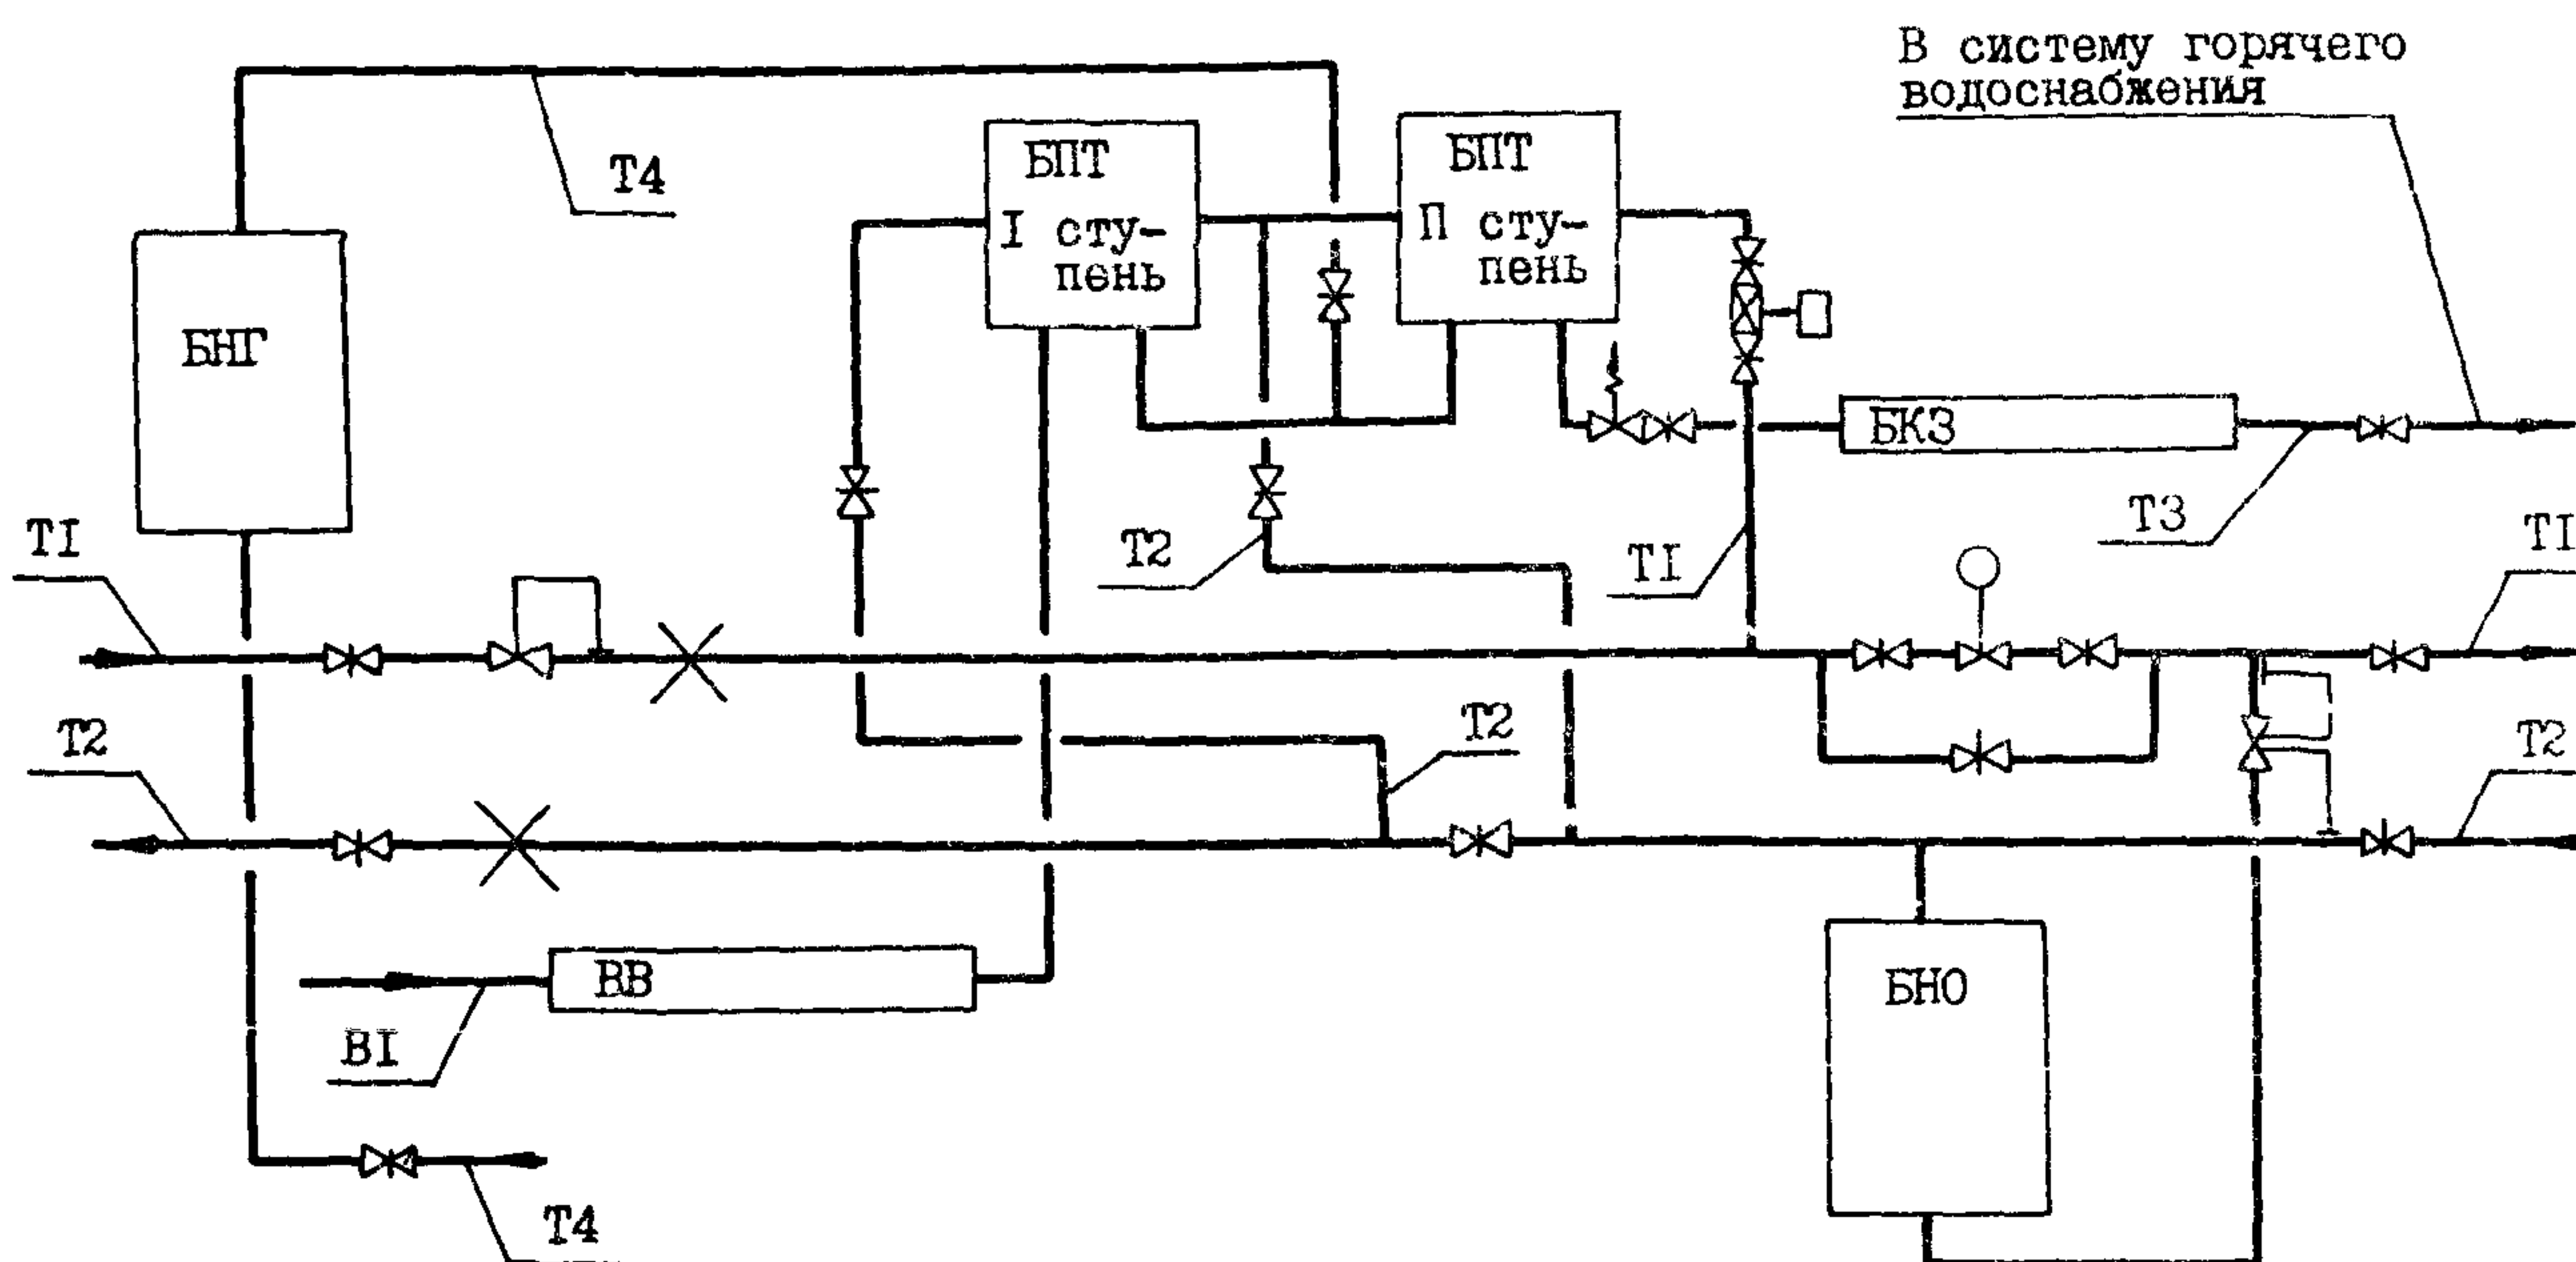 В систему горячего
водоснабжения
Т4
БПТ
I сту-
пень
БПТ
П сту-
пень
БНГ
БКЗ
Т3
Т1
Т1
Т2
Т1
Т2
Т2
Т2
ВВ
В1
БНО
Т4